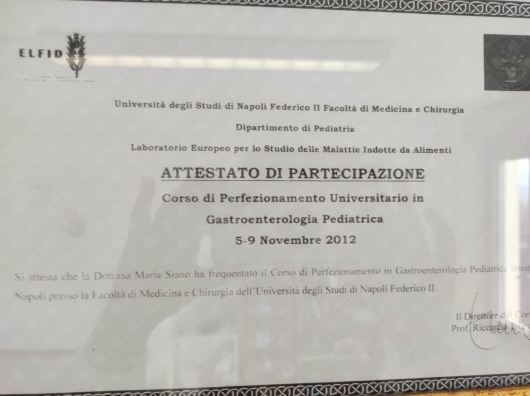 ELFID
Università degli Studi di Napoli Federico II Facoltà di Medicina e Chirurgia
Dipartimento di Pediatria
Laboratorio Europeo per lo Studio delle Malattie Indotte da Alimenti
ATTESTATO DI PARTECIPAZIONE
Corso di Perfezionamento Universitario in
Gastroenterologia Pediatrica
5-9 Novembre 2012
Si attesta che la Dott.ssa Maria Siano ha frequentato il Corso di Perfezionamento in Gastroenterologia Pediatrica
Napoli presso la Facoltà di Medicina e Chirurgia dell'Università degli Studi di Napoli Federico II.
Il Direttore del
Prof. Riccardo